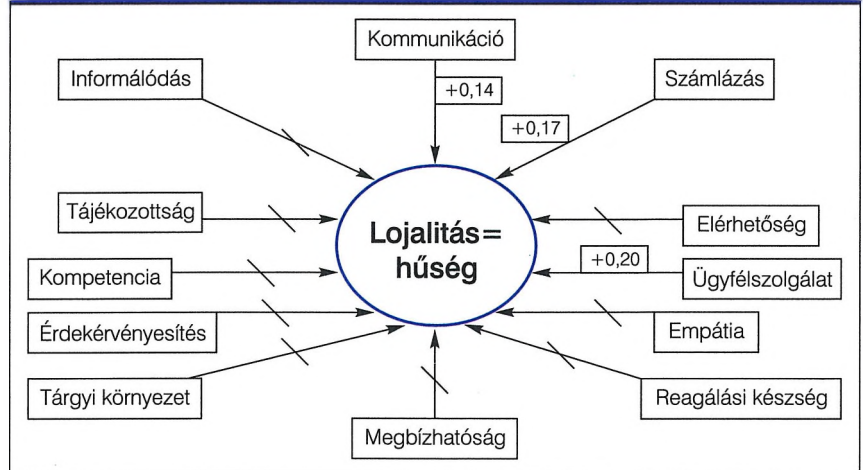 Kommunikáció
Informálódás
Számlázás
+0,14
+0,17
Tájékozottság
Elérhetőség
Lojalitás=
hűség
+0,20
Kompetencia
Ügyfélszolgálat
Érdekérvényesítés
Empátia
Tárgyi környezet
Reagálási készség
Megbízhatóság